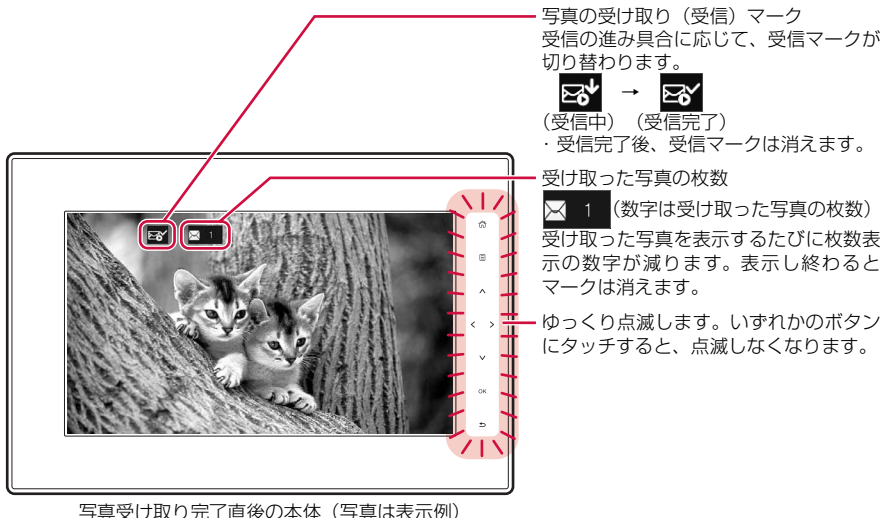 写真の受け取り（受信）マーク
受信の進み具合に応じて、受信マークが
切り替わります。
→
（受信中）（受信完了）
・受信完了後、受信マークは消えます。
受け取った写真の枚数
1 （数字は受け取った写真の枚数）
受け取った写真を表示するたびに枚数表
示の数字が減ります。表示し終わると
マークは消えます。
ゆっくり点滅します。いずれかのボタン
にタッチすると、点滅しなくなります。
1
OK
写真受け取り完了直後の本体（写真は表示例）